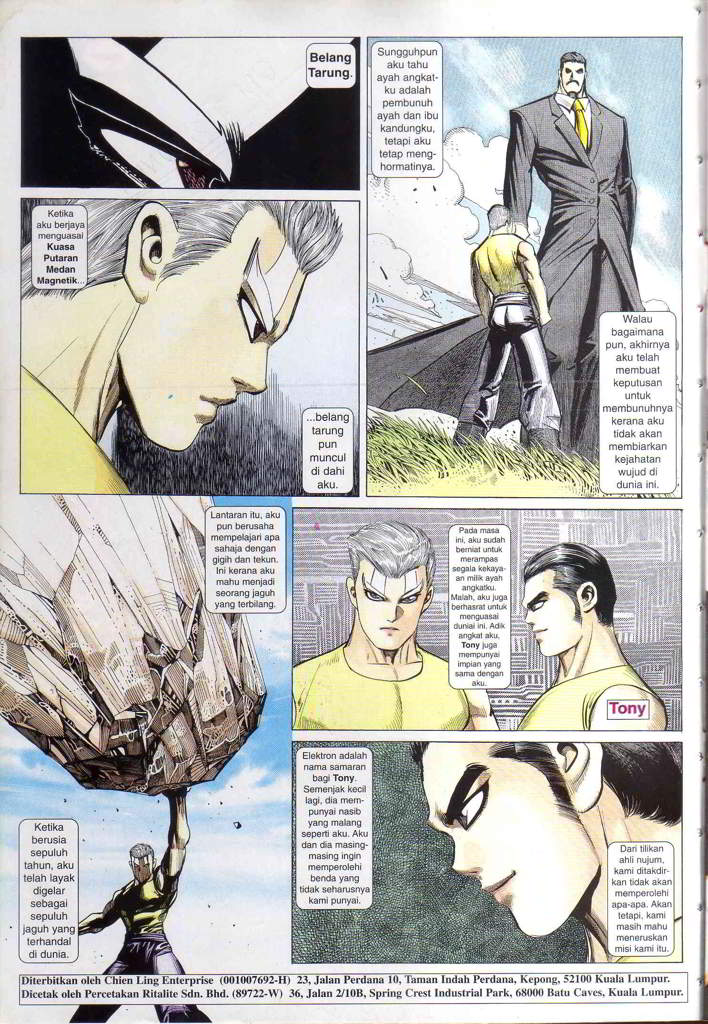 Belang
Tarung.
Sungguhpun
aku tahu
ayah angkat-
ku adalah
pembunuh
ayah dan ibu
kandungku,
tetapi aku
tetap meng-
hormatinya.
Ketika
aku berjaya
menguasai
Kuasa
Putaran
Medan
Magnetik...
...belang
tarung
pun
muncul
di dahi
aku.
Walau
bagaimana
pun, akhirnya
aku telah
membuat
keputusan
untuk
membunuhnya
kerana aku
tidak akan
membiarkan
kejahatan
wujud di
dunia ini.
Lantaran itu, aku
pun berusaha
mempelajari apa
sahaja dengan
gigih dan tekun.
Ini kerana aku
mahu menjadi
seorang jaguh
yang terbilang.
Pada masa
ini, aku sudah
berniat untuk
merampas
segala kekaya-
an milik ayah
angkatku.
Malah, aku juga
berhasrat untuk
menguasai
duniai ini. Adik
angkat aku,
Tony juga
mempunyai
impian yang
sama dengan
aku.
Tony
Ketika
berusia
sepuluh
tahun, aku
telah layak
digelar
sebagai
sepuluh
jaguh yang
terhandal
di dunia.
Elektron adalah
nama samaran
bagi Tony.
Semenjak kecil
lagi, dia mem-
punyai nasib
yang malang
seperti aku. Aku
dan dia masing-
masing ingin
memperolehi
benda yang
tidak seharusnya
kami punyai.
Dari tilikan
ahli nujum,
kami ditakdir-
kan tidak akan
memperolehi
apa-apa. Akan
tetapi, kami
masih mahu
meneruskan
misi kami itu.
Diterbitkan oleh Chien Ling Enterprise (001007692-H) 23, Jalan Perdana 10, Taman Indah Perdana, Kepong, 52100 Kuala Lumpur.
Dicetak oleh Percetakan Ritalite Sdn. Bhd. (89722-W) 36, Jalan 2/10B, Spring Crest Industrial Park, 68000 Batu Caves, Kuala Lumpur.